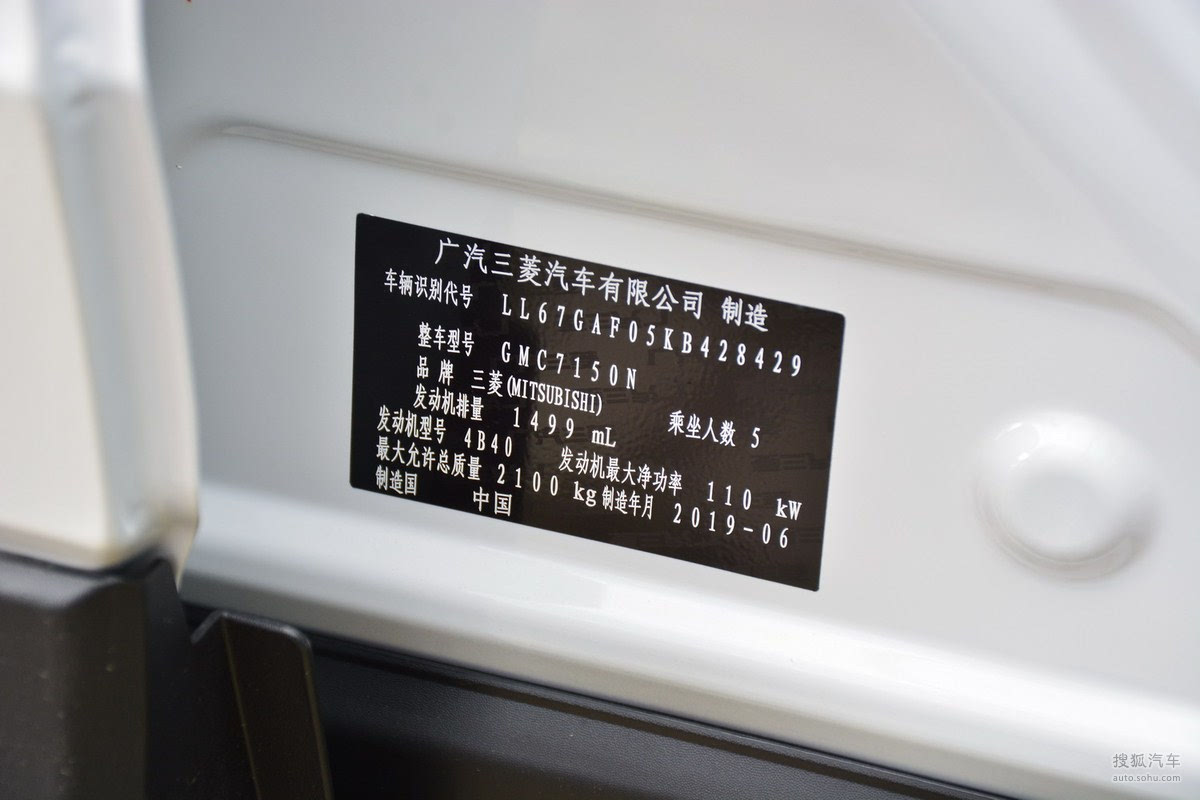 广汽三菱汽车有限公司 制造
车辆识别代号 LL67GAF05KB428429
整车型号 GMC7150N
品牌 三菱(MITSUBISHI) 乘坐人数 5
发动机排量 1499 mL
发动机型号 4B40 发动机最大净功率 110 kW
最大允许总质量 2100 kg 制造年月 2019-06
制造国 中国
搜狐汽车
auto.sohu.com